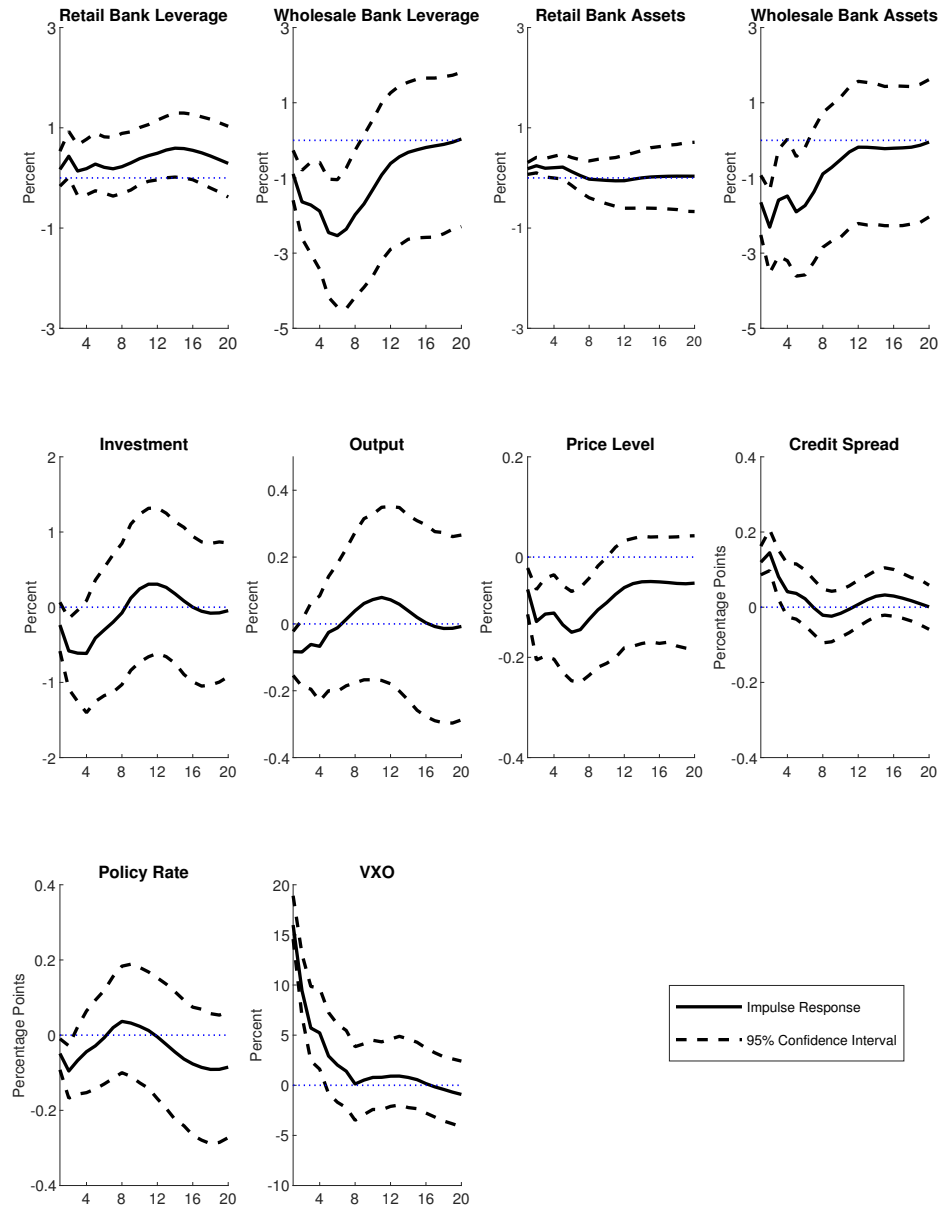 Retail Bank Leverage
Percent
3
1
-1
-3
4 8 12 16 20
Wholesale Bank Leverage
Percent
3
1
-1
-3
-5
4 8 12 16 20
Retail Bank Assets
Percent
3
1
-1
-3
4 8 12 16 20
Wholesale Bank Assets
Percent
3
1
-1
-3
-5
4 8 12 16 20
Investment
Percent
2
1
0
-1
-2
4 8 12 16 20
Output
Percent
0.4
0.2
0
-0.2
-0.4
4 8 12 16 20
Price Level
Percent
0.2
0
-0.2
-0.4
4 8 12 16 20
Credit Spread
Percentage Points
0.4
0.2
0
-0.2
-0.4
4 8 12 16 20
Policy Rate
Percentage Points
0.4
0.2
0
-0.2
-0.4
4 8 12 16 20
VXO
Percent
20
15
10
5
0
-5
-10
4 8 12 16 20
Impulse Response
95% Confidence Interval